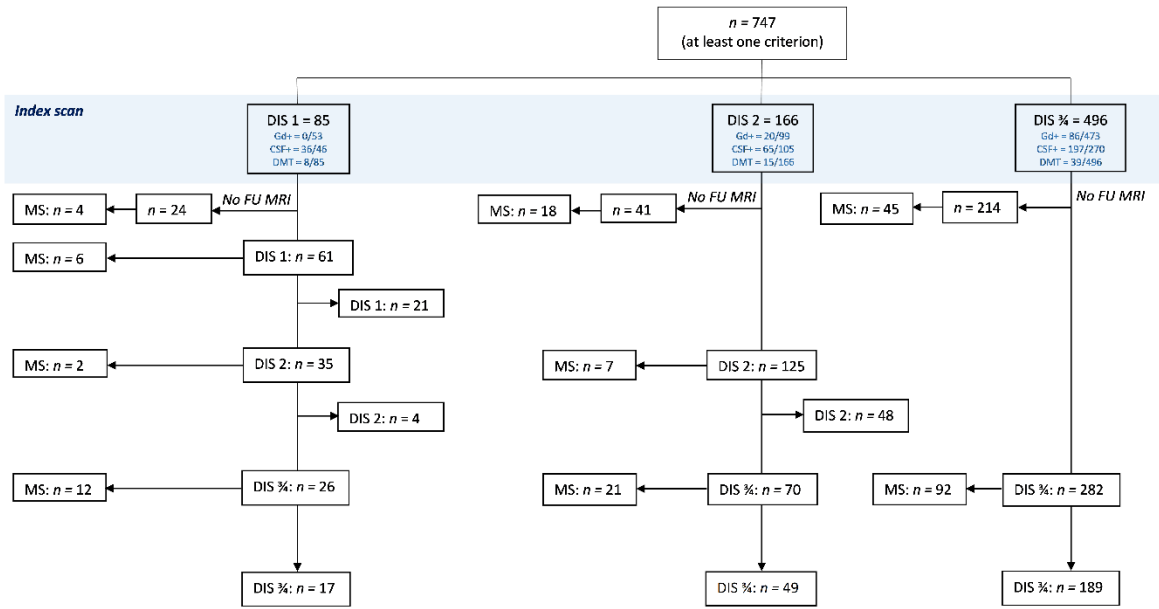 n = 747
(at least one criterion)
Index scan
DIS 1 = 85
Gd+ = 0/53
CSF+ = 36/46
DMT = 8/85
DIS 2 = 166
Gd+ = 20/99
CSF+ = 65/105
DMT = 15/166
DIS ¾ = 496
Gd+ = 86/473
CSF+ = 197/270
DMT = 39/496
MS: n = 4
n = 24
No FU MRI
MS: n = 18
n = 41
No FU MRI
MS: n = 45
n = 214
No FU MRI
MS: n = 6
DIS 1: n = 61
DIS 1: n = 21
MS: n = 2
DIS 2: n = 35
MS: n = 7
DIS 2: n = 125
DIS 2: n = 4
DIS 2: n = 48
MS: n = 12
DIS ¾: n = 26
MS: n = 21
DIS ¾: n = 70
MS: n = 92
DIS ¾: n = 282
DIS ¾: n = 17
DIS ¾: n = 49
DIS ¾: n = 189